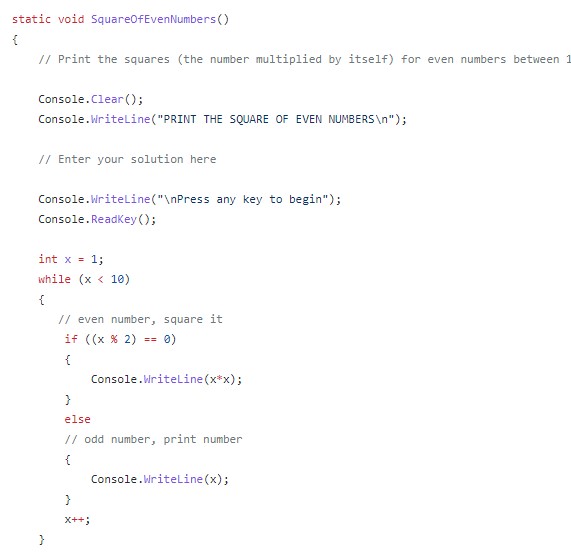 static void SquareOfEvenNumbers()
{
// Print the squares (the number multiplied by itself) for even numbers between 1
Console.Clear();
Console.WriteLine("PRINT THE SQUARE OF EVEN NUMBERS\n");
// Enter your solution here
Console.WriteLine("\nPress any key to begin");
Console.ReadKey();
int x = 1;
while (x < 10)
{
// even number, square it
if ((x % 2) == 0)
{
Console.WriteLine(x*x);
}
else
// odd number, print number
{
Console.WriteLine(x);
}
x++;
}